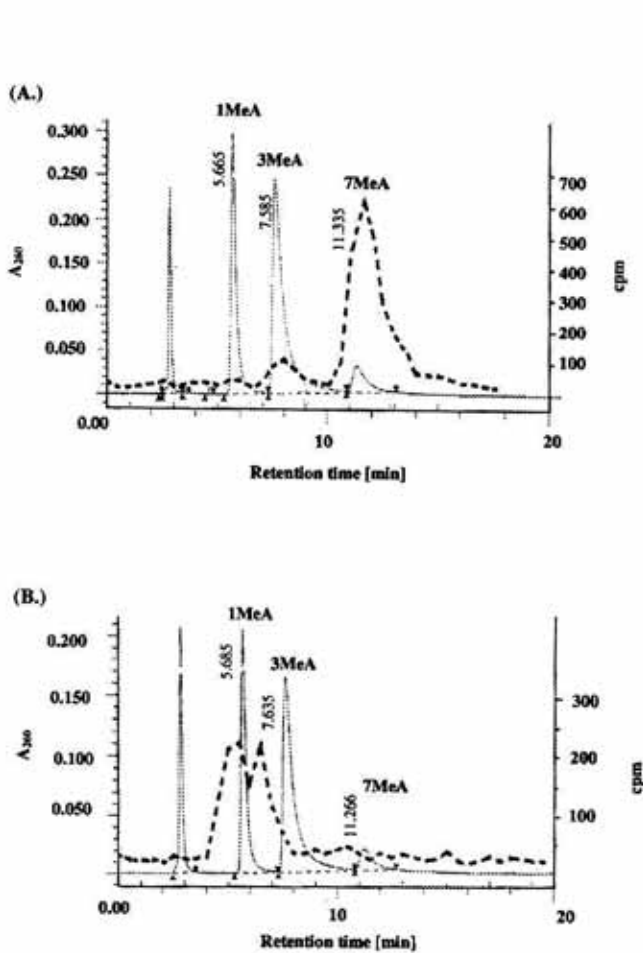 (A.)
1MeA
0.300
5.665
3MeA
0.250
7.585
7MeA
700
11.335
0.200
600
A260
500
0.150
400
cpm
0.100
300
200
0.050
100
0.00
10
20
Retention time [min]
(B.)
1MeA
0.200
5.685
3MeA
0.150
7.635
300
A260
0.100
200
7MeA
11.266
cpm
0.050
100
0.00
10
20
Retention time [min]